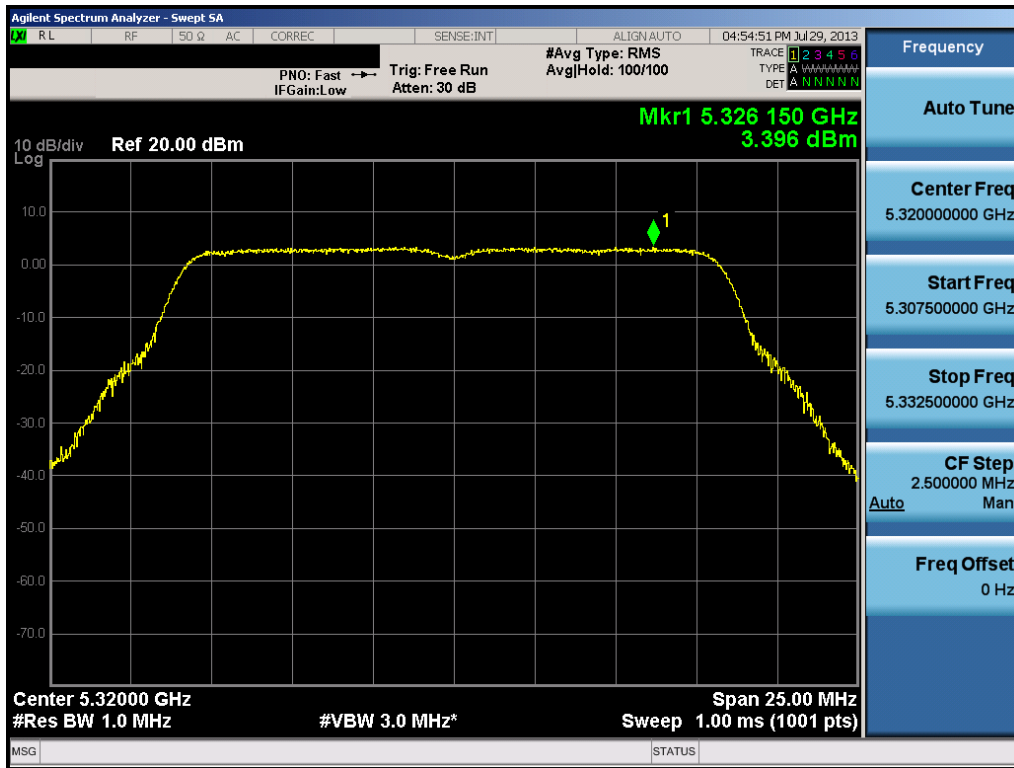 Agilent Spectrum Analyzer - Swept SA
LXI RL RF 50 Ω AC CORREC SENSE:INT ALIGN AUTO 04:54:51 PM Jul 29, 2013
PNO: Fast
IFGain:Low
Trig: Free Run
Atten: 30 dB
#Avg Type: RMS
Avg|Hold: 100/100
TRACE 1 2 3 4 5 6
TYPE A
DET A N N N N N
Mkr1 5.326 150 GHz
3.396 dBm
10 dB/div Ref 20.00 dBm
Log
1
10.0
0.00
-10.0
-20.0
-30.0
-40.0
-50.0
-60.0
-70.0
Center 5.32000 GHz Span 25.00 MHz
#Res BW 1.0 MHz #VBW 3.0 MHz* Sweep 1.00 ms (1001 pts)
MSG STATUS
Frequency
Auto Tune
Center Freq
5.320000000 GHz
Start Freq
5.307500000 GHz
Stop Freq
5.332500000 GHz
CF Step
2.500000 MHz
Auto Man
Freq Offset
0 Hz